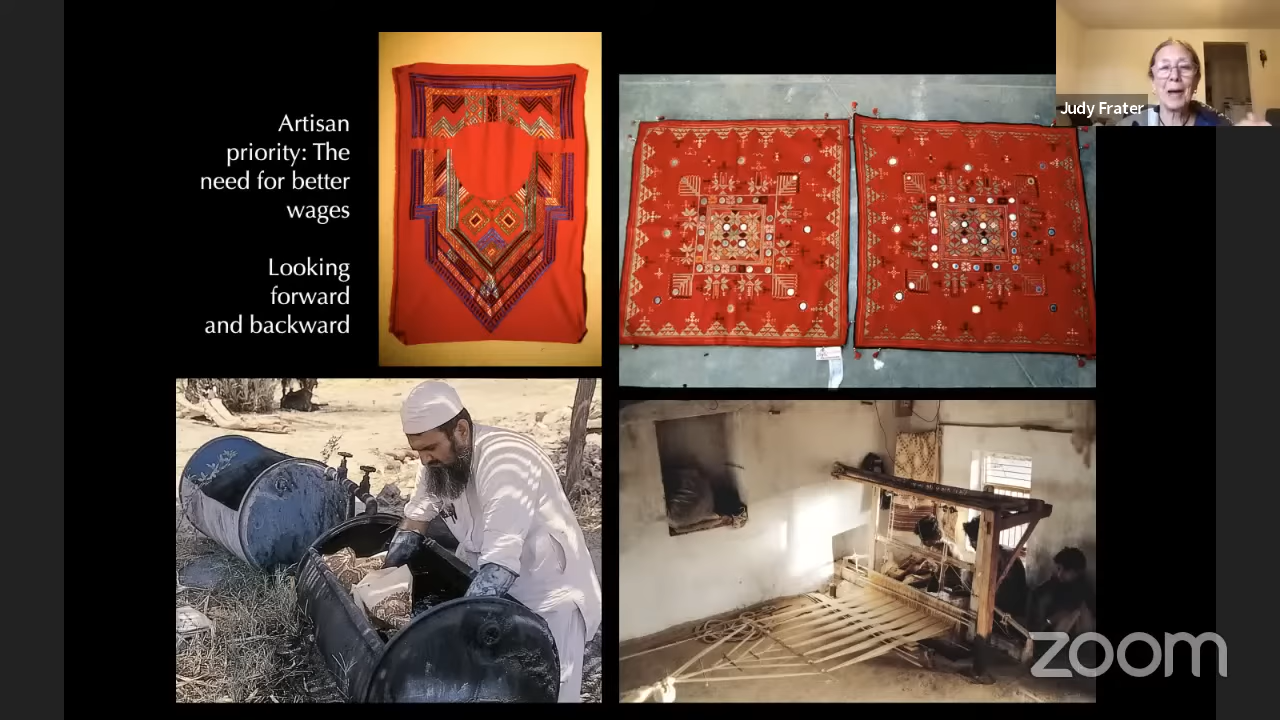 Artisan
priority: The
need for better
wages
Looking
forward
and backward
Judy Frater
zoom